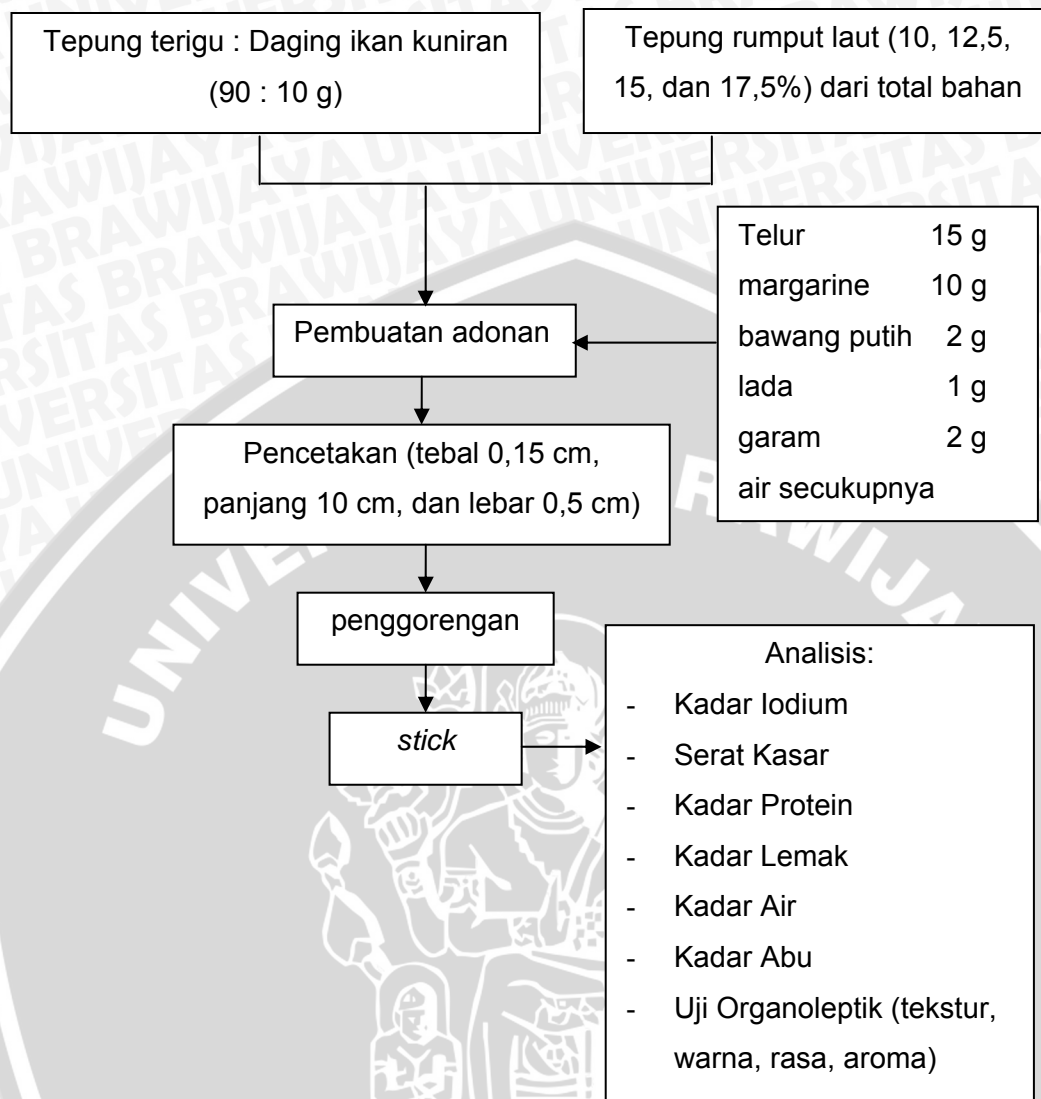 Tepung terigu : Daging ikan kuniran
(90 : 10 g)
Tepung rumput laut (10, 12,5,
15, dan 17,5%) dari total bahan
Telur 15 g
margarine 10 g
bawang putih 2 g
lada 1 g
garam 2 g
air secukupnya
Pembuatan adonan
Pencetakan (tebal 0,15 cm,
panjang 10 cm, dan lebar 0,5 cm)
penggorengan
stick
Analisis:
- Kadar Iodium
- Serat Kasar
- Kadar Protein
- Kadar Lemak
- Kadar Air
- Kadar Abu
- Uji Organoleptik (tekstur,
warna, rasa, aroma)